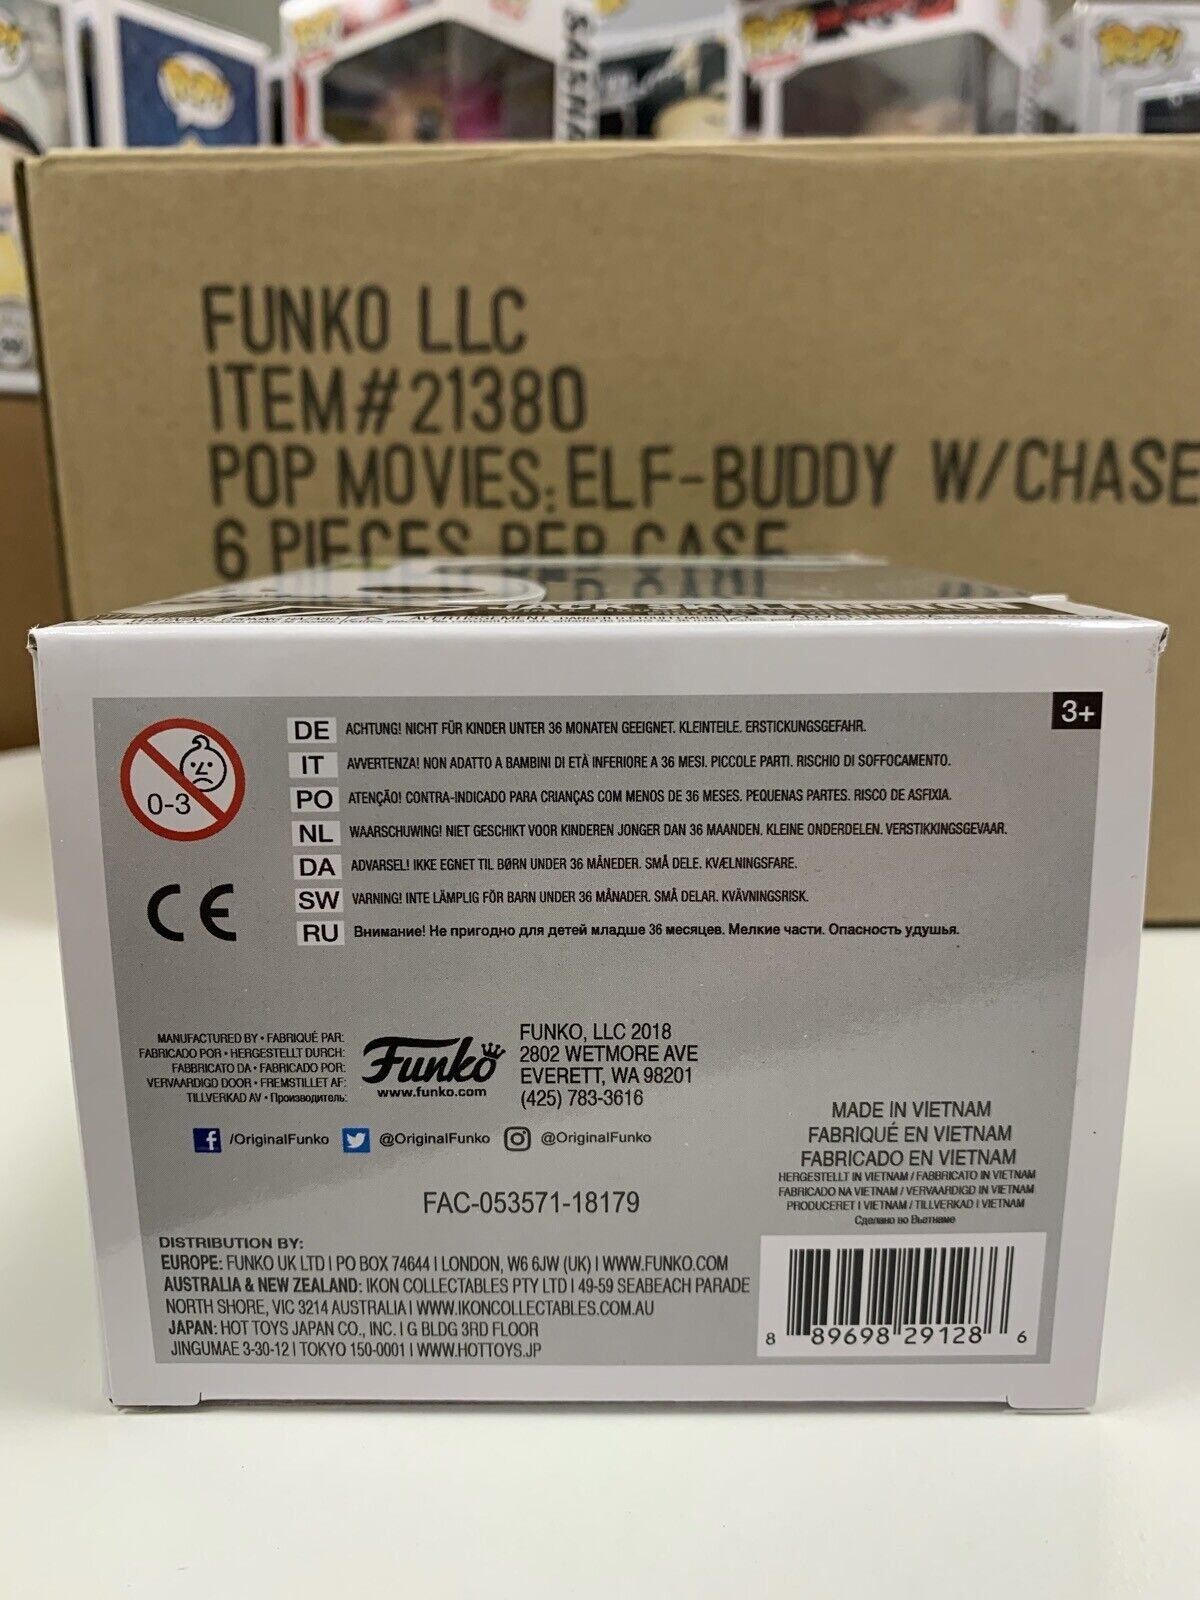 POP!
SASHA
POP!
POP!
FUNKO LLC
ITEM#21380
POP MOVIES: ELF-BUDDY W/CHASE
6 PIECES PER CASE
JACK SKELLINGTON
3+
0-3
DE ACHTUNG! NICHT FÜR KINDER UNTER 36 MONATEN GEEIGNET. KLEINTEILE. ERSTICKUNGSGEFAHR.
IT AVVERTENZA! NON ADATTO A BAMBINI DI ETÀ INFERIORE A 36 MESI. PICCOLE PARTI. RISCHIO DI SOFFOCAMENTO.
PO ATENÇÃO! CONTRA-INDICADO PARA CRIANÇAS COM MENOS DE 36 MESES. PEQUENAS PARTES. RISCO DE ASFIXIA.
NL WAARSCHUWING! NIET GESCHIKT VOOR KINDEREN JONGER DAN 36 MAANDEN. KLEINE ONDERDELEN. VERSTIKKINGSGEVAAR.
DA ADVARSEL! IKKE EGNET TIL BØRN UNDER 36 MÅNEDER. SMÅ DELE. KVÆLNINGSFARE.
SW VARNING! INTE LÄMPLIG FÖR BARN UNDER 36 MÅNADER. SMÅ DELAR. KVÄVNINGSRISK.
RU Внимание! Не пригодно для детей младше 36 месяцев. Мелкие части. Опасность удушья.
CE
MANUFACTURED BY • FABRIQUÉ PAR:
FABRICADO POR • HERGESTELLT DURCH:
FABBRICATO DA • FABRICADO POR:
VERVAARDIGD DOOR • FREMSTILLET AF:
TILLVERKAD AV • Производитель:
Funko
www.funko.com
FUNKO, LLC 2018
2802 WETMORE AVE
EVERETT, WA 98201
(425) 783-3616
/OriginalFunko @OriginalFunko @OriginalFunko
FAC-053571-18179
MADE IN VIETNAM
FABRIQUÉ EN VIETNAM
FABRICADO EN VIETNAM
HERGESTELLT IN VIETNAM / FABBRICATO IN VIETNAM
FABRICADO NA VIETNAM / VERVAARDIGD IN VIETNAM
PRODUCERET I VIETNAM / TILLVERKAD I VIETNAM
Сделано во Вьетнаме
DISTRIBUTION BY:
EUROPE: FUNKO UK LTD | PO BOX 74644 | LONDON, W6 6JW (UK) | WWW.FUNKO.COM
AUSTRALIA & NEW ZEALAND: IKON COLLECTABLES PTY LTD | 49-59 SEABEACH PARADE
NORTH SHORE, VIC 3214 AUSTRALIA | WWW.IKONCOLLECTABLES.COM.AU
JAPAN: HOT TOYS JAPAN CO., INC. | G BLDG 3RD FLOOR
JINGUMAE 3-30-12 | TOKYO 150-0001 | WWW.HOTTOYS.JP
8 89698 29128 6